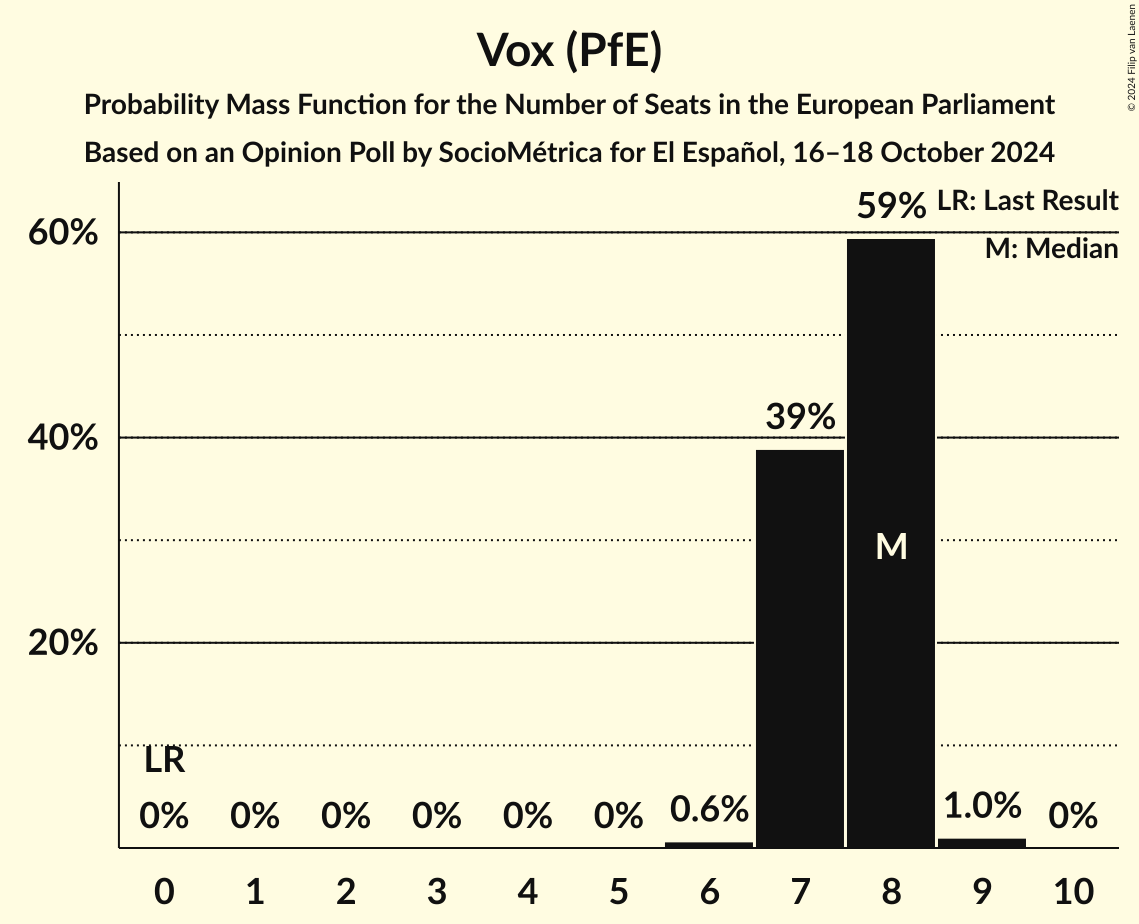 Vox (PfE)
Probability Mass Function for the Number of Seats in the European Parliament
Based on an Opinion Poll by SocioMétrica for El Español, 16–18 October 2024
© 2024 Filip van Laenen
LR: Last Result
M: Median
60%
40%
20%
59%
39%
M
LR
0%
0%
0%
0%
0%
0%
0.6%
1.0%
0%
0 1 2 3 4 5 6 7 8 9 10